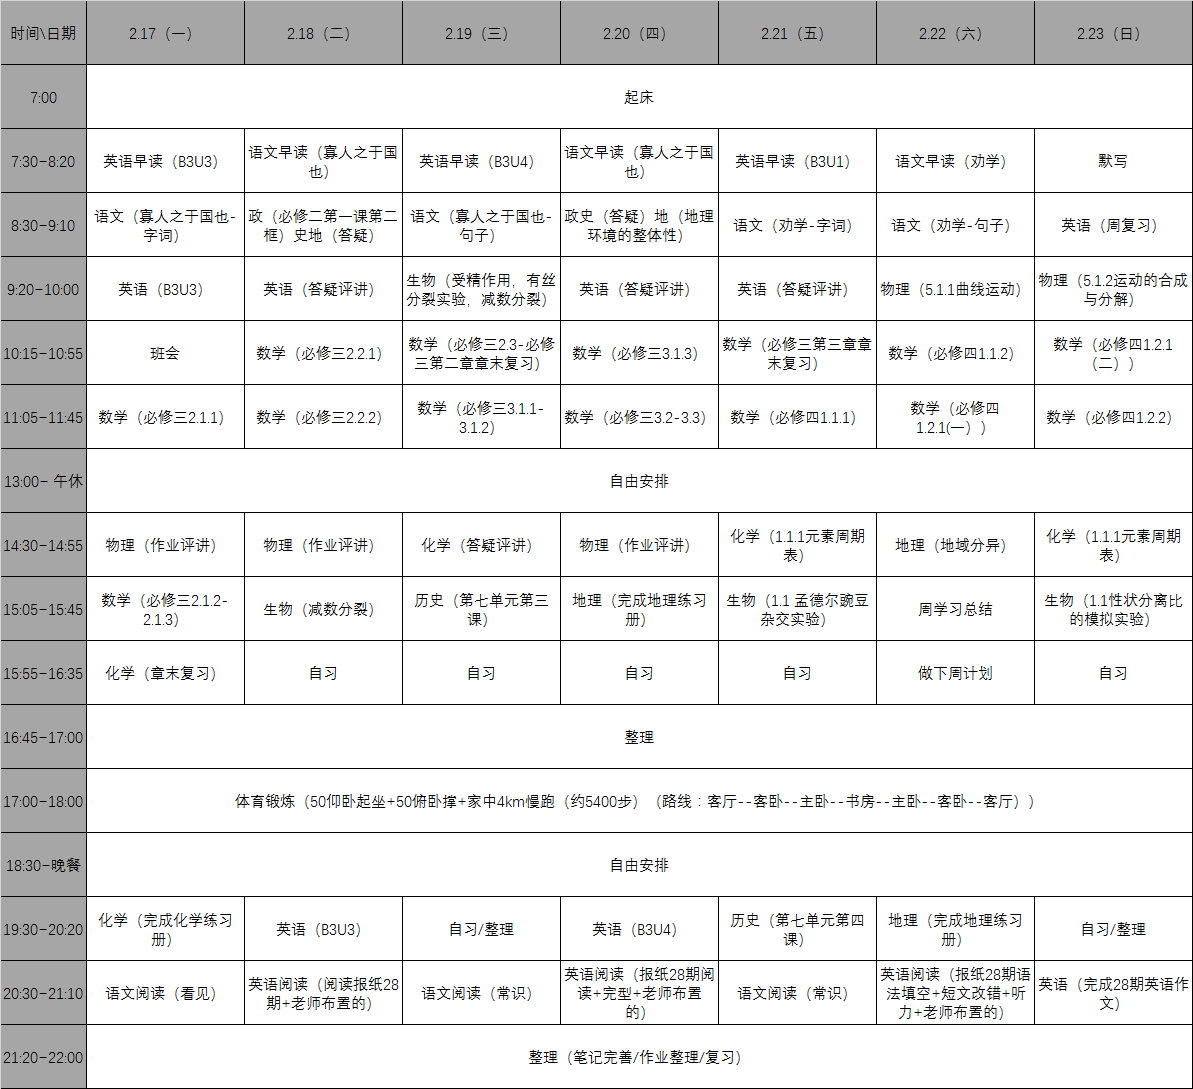 时间\日期 2.17（一） 2.18（二） 2.19（三） 2.20（四） 2.21（五） 2.22（六） 2.23（日）
7:00 起床
7:30-8:20 英语早读（B3U3） 语文早读（寡人之于国也） 英语早读（B3U4） 语文早读（寡人之于国也） 英语早读（B3U1） 语文早读（劝学） 默写
8:30-9:10 语文（寡人之于国也-字词） 政（必修二第一课第二框）史地（答疑） 语文（寡人之于国也-句子） 政史（答疑）地（地理环境的整体性） 语文（劝学-字词） 语文（劝学-句子） 英语（周复习）
9:20-10:00 英语（B3U3） 英语（答疑评讲） 生物（受精作用，有丝分裂实验，减数分裂） 英语（答疑评讲） 英语（答疑评讲） 物理（5.1.1曲线运动） 物理（5.1.2运动的合成与分解）
10:15-10:55 班会 数学（必修三2.2.1） 数学（必修三2.3-必修三第二章章末复习） 数学（必修三3.1.3） 数学（必修三第三章章末复习） 数学（必修四1.1.2） 数学（必修四1.2.1（二））
11:05-11:45 数学（必修三2.1.1） 数学（必修三2.2.2） 数学（必修三3.1.1-3.1.2） 数学（必修三3.2-3.3） 数学（必修四1.1.1） 数学（必修四1.2.1(一））  数学（必修四1.2.2）
13:00- 午休 自由安排
14:30-14:55 物理（作业评讲） 物理（作业评讲） 化学（答疑评讲） 物理（作业评讲） 化学（1.1.1元素周期表） 地理（地域分异） 化学（1.1.1元素周期表）
15:05-15:45 数学（必修三2.1.2-2.1.3） 生物（减数分裂） 历史（第七单元第三课） 地理（完成地理练习册） 生物（1.1 孟德尔豌豆杂交实验） 周学习总结 生物（1.1性状分离比的模拟实验）
15:55-16:35 化学（章末复习） 自习 自习 自习 自习 做下周计划 自习
16:45-17:00 整理
17:00-18:00 体育锻炼（50仰卧起坐+50俯卧撑+家中4km慢跑（约5400步）（路线：客厅--客卧--主卧--书房--主卧--客卧--客厅））
18:30-晚餐 自由安排
19:30-20:20 化学（完成化学练习册） 英语（B3U3） 自习/整理 英语（B3U4） 历史（第七单元第四课） 地理（完成地理练习册） 自习/整理
20:30-21:10 语文阅读（看见） 英语阅读（阅读报纸28期+老师布置的） 语文阅读（常识） 英语阅读（报纸28期阅读+完型+老师布置的） 语文阅读（常识） 英语阅读（报纸28期语法填空+短文改错+听力+老师布置的） 英语（完成28期英语作文）
21:20-22:00 整理（笔记完善/作业整理/复习）